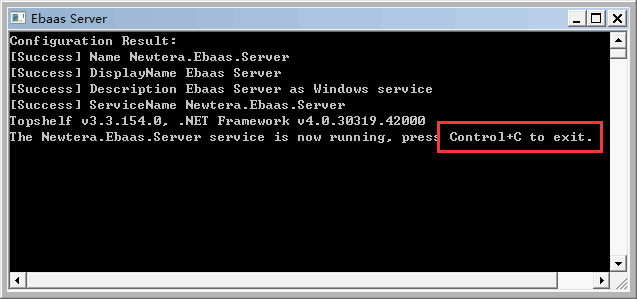 Ebaas Server
Configuration Result:
[Success] Name Newtera.Ebaas.Server
[Success] DisplayName Ebaas Server
[Success] Description Ebaas Server as Windows service
[Success] ServiceName Newtera.Ebaas.Server
Topshelf v3.3.154.0, .NET Framework v4.0.30319.42000
The Newtera.Ebaas.Server service is now running, press Control+C to exit.